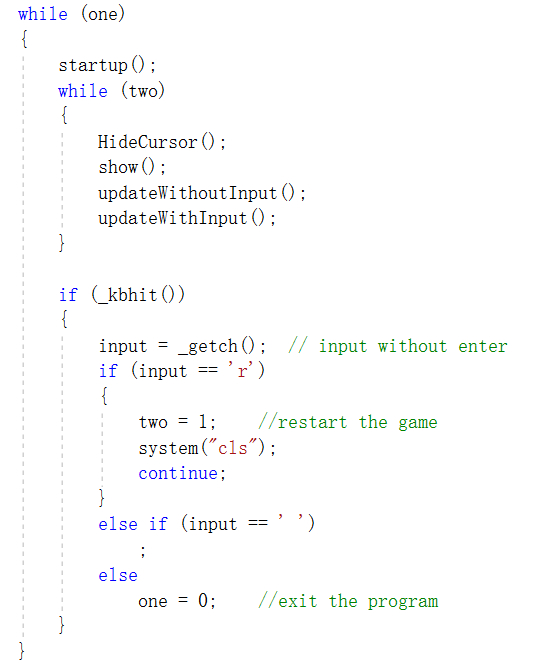 while (one)
{
    startup();
    while (two)
    {
        HideCursor();
        show();
        updateWithoutInput();
        updateWithInput();
    }

    if (_kbhit())
    {
        input = _getch();  // input without enter
        if (input == 'r')
        {
            two = 1;    //restart the game
            system("cls");
            continue;
        }
        else if (input == ' ')
            ;
        else
            one = 0;    //exit the program
    }
}